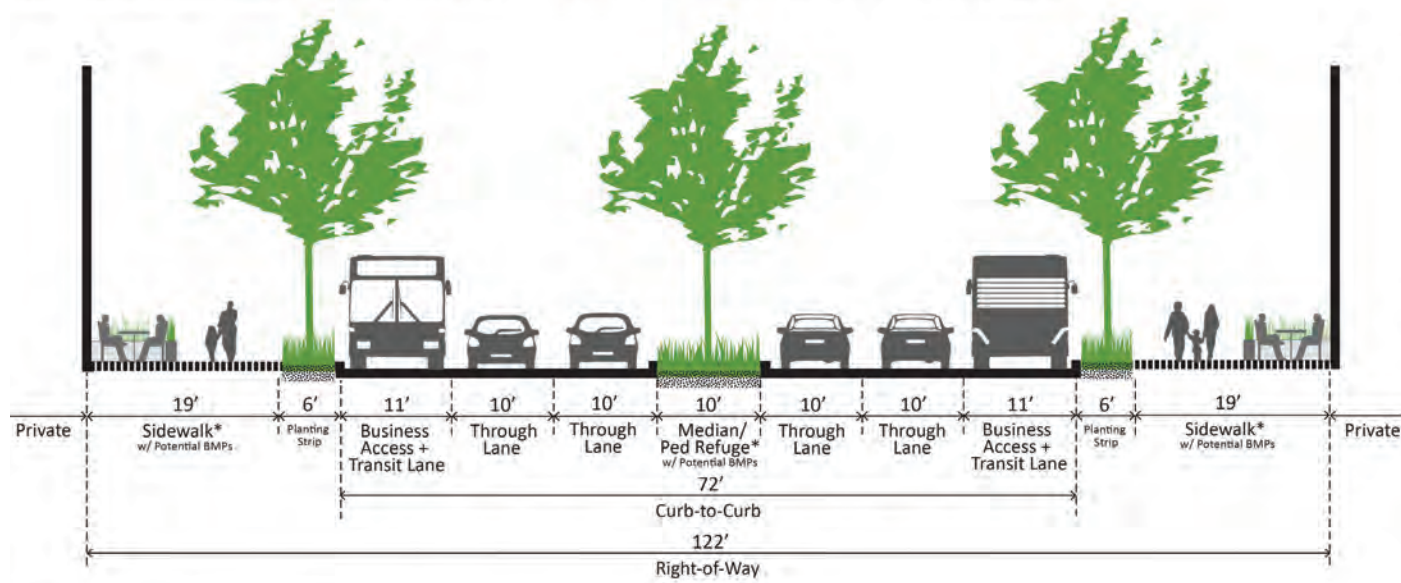 19’ 6’ 11’ 10’ 10’ 10’ 10’ 10’ 11’ 6’ 19’
Private
Sidewalk*
w/ Potential BMPs
Planting
Strip
Business
Access +
Transit Lane
Through
Lane
Through
Lane
Median/
Ped Refuge*
w/ Potential BMPs
Through
Lane
Through
Lane
Business
Access +
Transit Lane
Planting
Strip
Sidewalk*
w/ Potential BMPs
Private
72’
Curb-to-Curb
122’
Right-of-Way